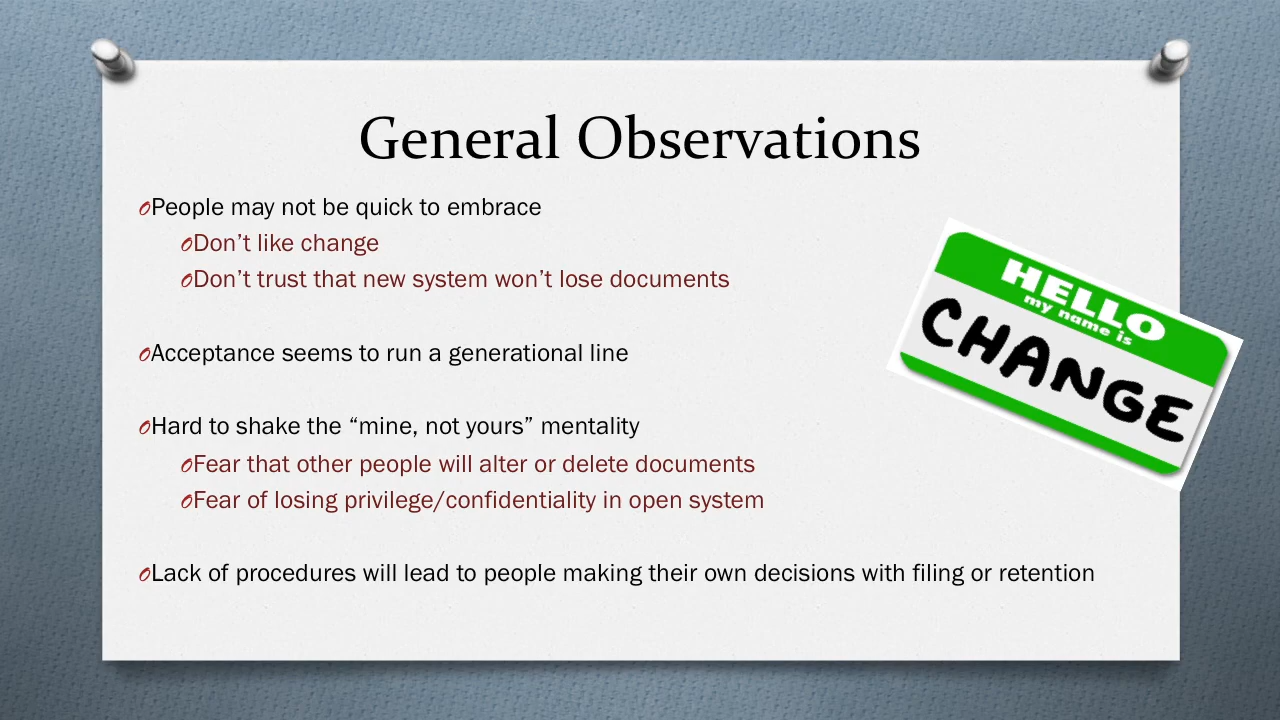 General Observations
People may not be quick to embrace
Don’t like change
Don’t trust that new system won’t lose documents
HELLO
my name is
CHANGE
Acceptance seems to run a generational line
Hard to shake the “mine, not yours” mentality
Fear that other people will alter or delete documents
Fear of losing privilege/confidentiality in open system
Lack of procedures will lead to people making their own decisions with filing or retention